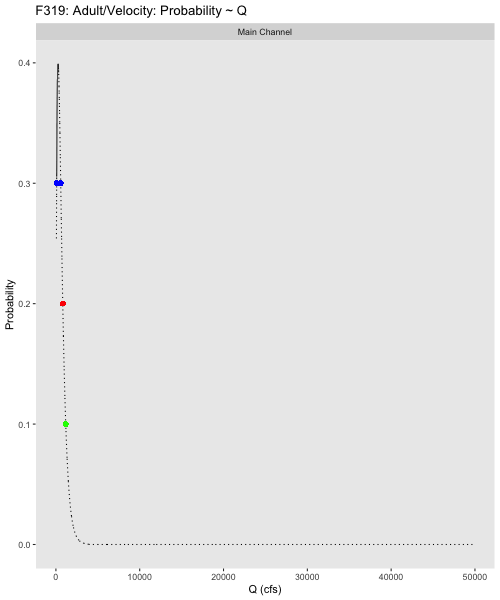 F319: Adult/Velocity: Probability ~ Q
Main Channel
0.4
0.3
0.2
0.1
0.0
Probability
0 10000 20000 30000 40000 50000
Q (cfs)